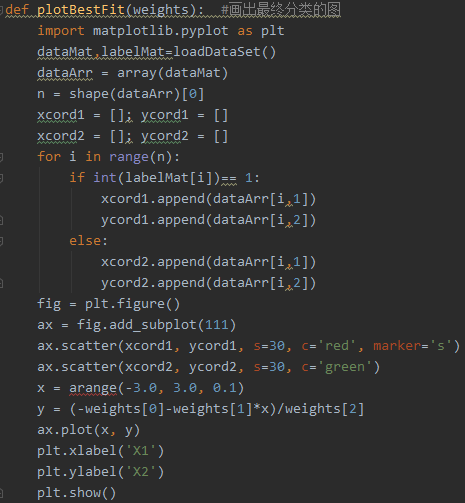 def plotBestFit(weights):  #画出最终分类的图
    import matplotlib.pyplot as plt
    dataMat,labelMat=loadDataSet()
    dataArr = array(dataMat)
    n = shape(dataArr)[0]
    xcord1 = []; ycord1 = []
    xcord2 = []; ycord2 = []
    for i in range(n):
        if int(labelMat[i])== 1:
            xcord1.append(dataArr[i,1])
            ycord1.append(dataArr[i,2])
        else:
            xcord2.append(dataArr[i,1])
            ycord2.append(dataArr[i,2])
    fig = plt.figure()
    ax = fig.add_subplot(111)
    ax.scatter(xcord1, ycord1, s=30, c='red', marker='s')
    ax.scatter(xcord2, ycord2, s=30, c='green')
    x = arange(-3.0, 3.0, 0.1)
    y = (-weights[0]-weights[1]*x)/weights[2]
    ax.plot(x, y)
    plt.xlabel('X1')
    plt.ylabel('X2')
    plt.show()